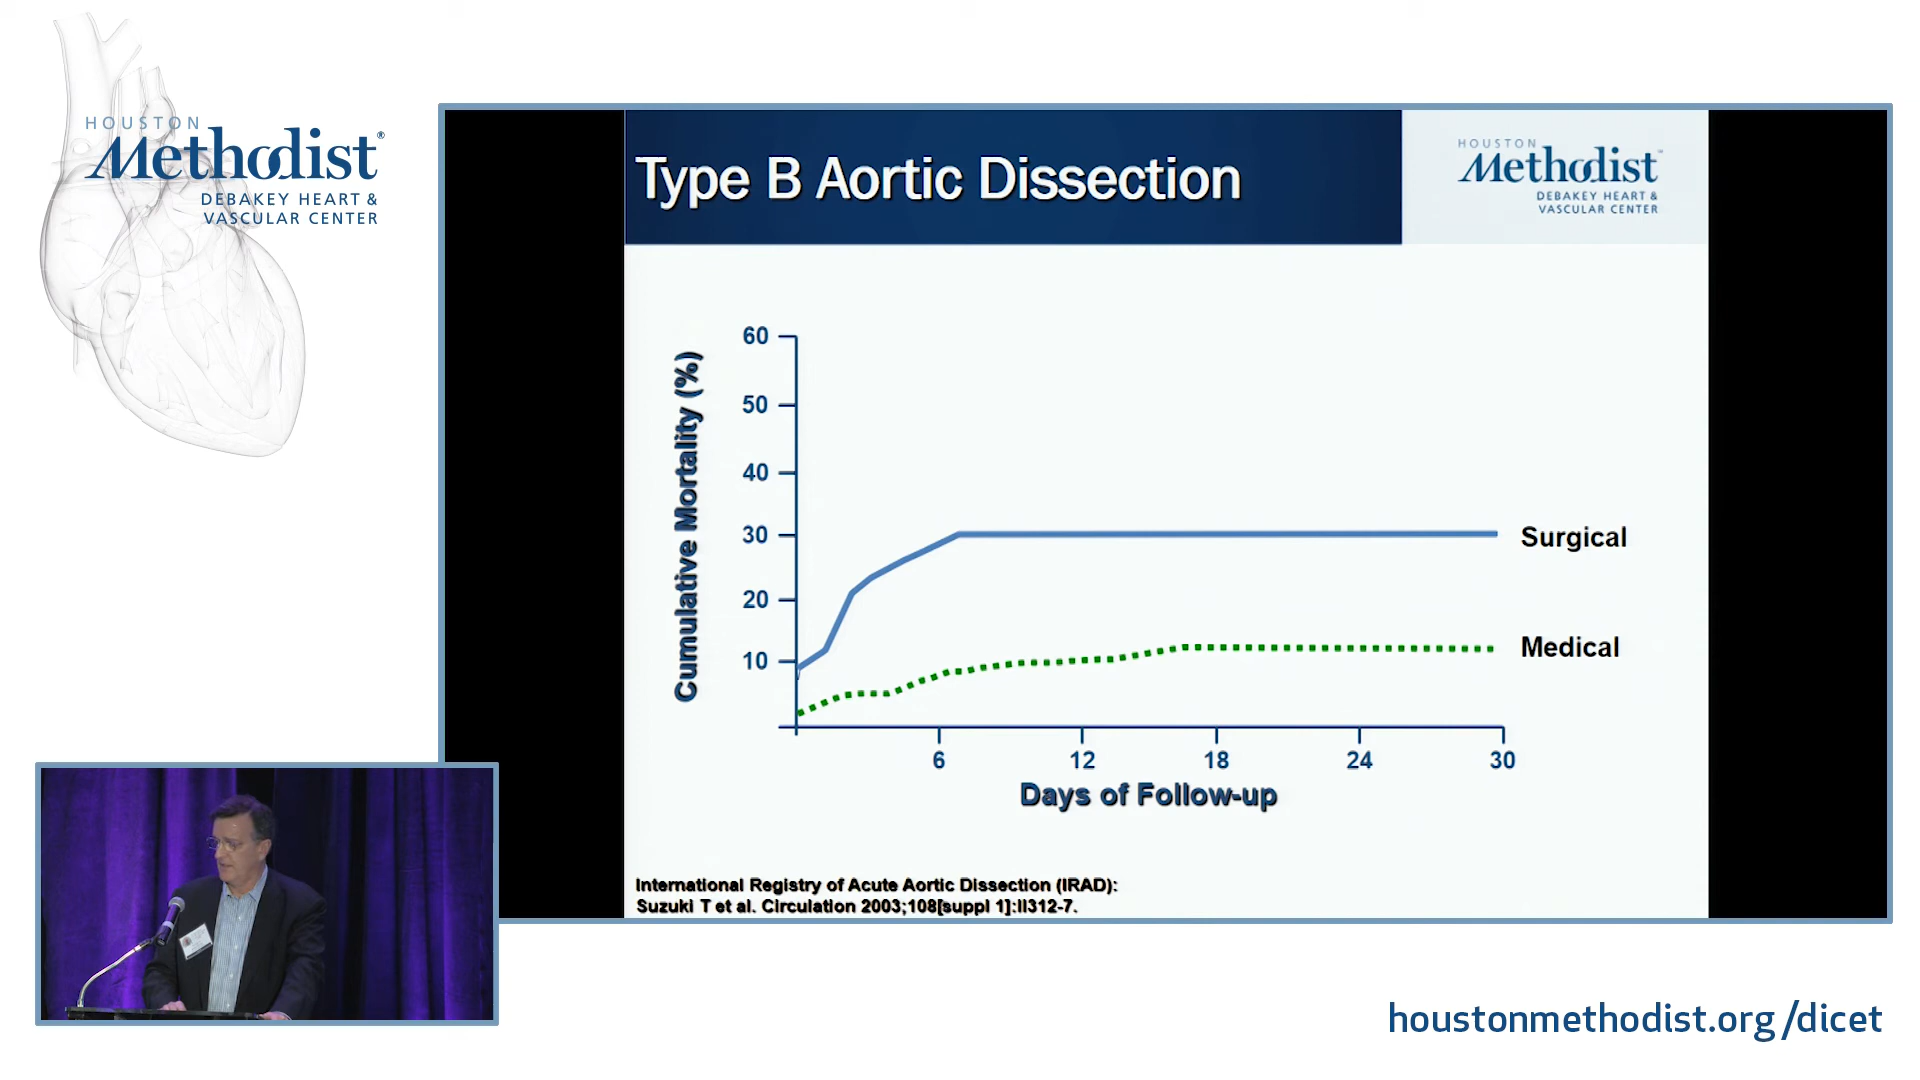 HOUSTON
Methodist®
DEBAKEY HEART &
VASCULAR CENTER
Type B Aortic Dissection
HOUSTON
Methodist™
DEBAKEY HEART &
VASCULAR CENTER
Cumulative Mortality (%)
60
50
40
30
20
10
Surgical
Medical
6 12 18 24 30
Days of Follow-up
International Registry of Acute Aortic Dissection (IRAD):
Suzuki T et al. Circulation 2003;108[suppl 1]:II312-7.
houstonmethodist.org/dicet